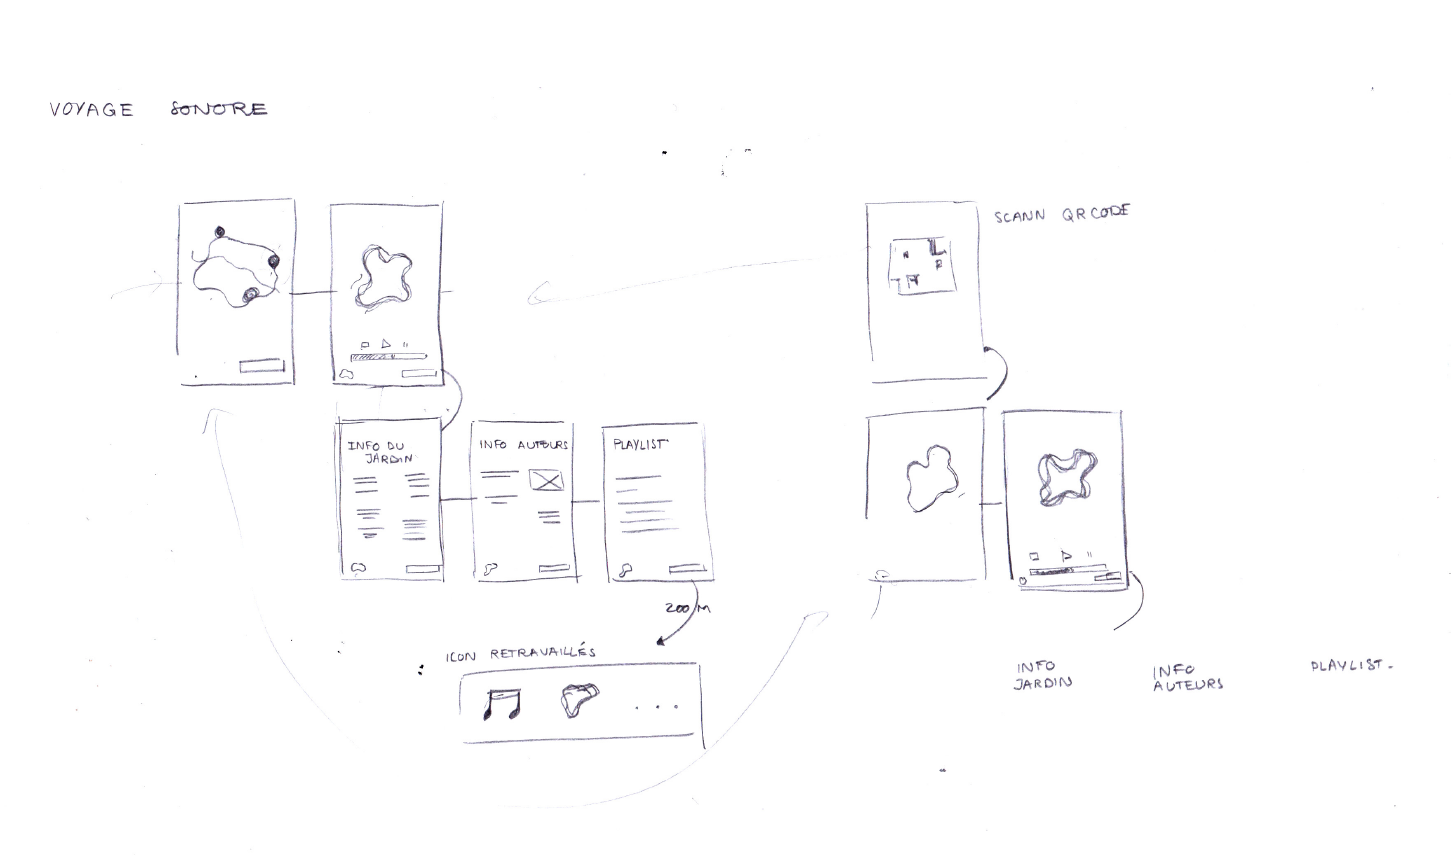 VOYAGE SONORE
SCANN QR CODE
INFO DU
JARDIN
INFO AUTEURS
PLAYLIST
200 M
ICON RETRAVAILLÉS
...
INFO
JARDIN
INFO
AUTEURS
PLAYLIST.